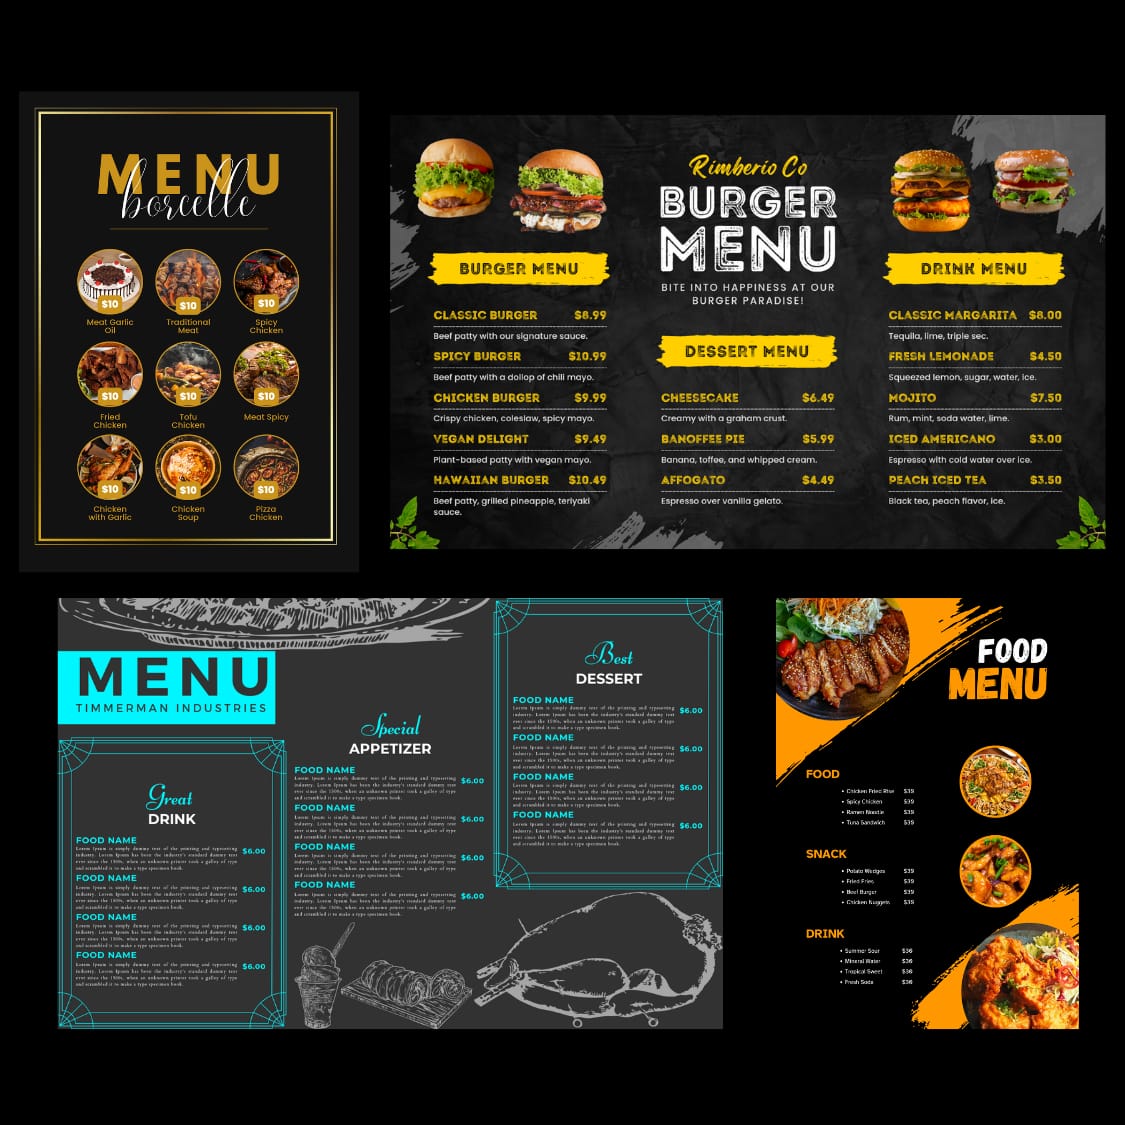 MENU
borcelle
$10
$10
$10
Meat Garlic
Oil
Traditional
Meat
Spicy
Chicken
$10
$10
$10
Fried
Chicken
Tofu
Chicken
Meat Spicy
$10
$10
$10
Chicken
with Garlic
Chicken
Soup
Pizza
Chicken
Rimberio Co
BURGER
MENU
BITE INTO HAPPINESS AT OUR
BURGER PARADISE!
BURGER MENU
CLASSIC BURGER $8.99
Beef patty with our signature sauce.
SPICY BURGER $10.99
Beef patty with a dollop of chili mayo.
CHICKEN BURGER $9.99
Crispy chicken, coleslaw, spicy mayo.
VEGAN DELIGHT $9.49
Plant-based patty with vegan mayo.
HAWAIIAN BURGER $10.49
Beef patty, grilled pineapple, teriyaki
sauce.
DESSERT MENU
CHEESECAKE $6.49
Creamy with a graham crust.
BANOFFEE PIE $5.99
Banana, toffee, and whipped cream.
AFFOGATO $4.49
Espresso over vanilla gelato.
DRINK MENU
CLASSIC MARGARITA $8.00
Tequila, lime, triple sec.
FRESH LEMONADE $4.50
Squeezed lemon, sugar, water, ice.
MOJITO $7.50
Rum, mint, soda water, lime.
ICED AMERICANO $3.00
Espresso with cold water over ice.
PEACH ICED TEA $3.50
Black tea, peach flavor, ice.
MENU
TIMMERMAN INDUSTRIES
Great
DRINK
FOOD NAME
Lorem Ipsum is simply dummy text of the printing and typesetting
industry. Lorem Ipsum has been the industry's standard dummy text
ever since the 1500s, when an unknown printer took a galley of type
and scrambled it to make a type specimen book.
$6.00
FOOD NAME
Lorem Ipsum is simply dummy text of the printing and typesetting
industry. Lorem Ipsum has been the industry's standard dummy text
ever since the 1500s, when an unknown printer took a galley of type
and scrambled it to make a type specimen book.
$6.00
FOOD NAME
Lorem Ipsum is simply dummy text of the printing and typesetting
industry. Lorem Ipsum has been the industry's standard dummy text
ever since the 1500s, when an unknown printer took a galley of type
and scrambled it to make a type specimen book.
$6.00
FOOD NAME
Lorem Ipsum is simply dummy text of the printing and typesetting
industry. Lorem Ipsum has been the industry's standard dummy text
ever since the 1500s, when an unknown printer took a galley of type
and scrambled it to make a type specimen book.
$6.00
Special
APPETIZER
FOOD NAME
Lorem Ipsum is simply dummy text of the printing and typesetting
industry. Lorem Ipsum has been the industry's standard dummy text
ever since the 1500s, when an unknown printer took a galley of type
and scrambled it to make a type specimen book.
$6.00
FOOD NAME
Lorem Ipsum is simply dummy text of the printing and typesetting
industry. Lorem Ipsum has been the industry's standard dummy text
ever since the 1500s, when an unknown printer took a galley of type
and scrambled it to make a type specimen book.
$6.00
FOOD NAME
Lorem Ipsum is simply dummy text of the printing and typesetting
industry. Lorem Ipsum has been the industry's standard dummy text
ever since the 1500s, when an unknown printer took a galley of type
and scrambled it to make a type specimen book.
$6.00
FOOD NAME
Lorem Ipsum is simply dummy text of the printing and typesetting
industry. Lorem Ipsum has been the industry's standard dummy text
ever since the 1500s, when an unknown printer took a galley of type
and scrambled it to make a type specimen book.
$6.00
Best
DESSERT
FOOD NAME
Lorem Ipsum is simply dummy text of the printing and typesetting
industry. Lorem Ipsum has been the industry's standard dummy text
ever since the 1500s, when an unknown printer took a galley of type
and scrambled it to make a type specimen book.
$6.00
FOOD NAME
Lorem Ipsum is simply dummy text of the printing and typesetting
industry. Lorem Ipsum has been the industry's standard dummy text
ever since the 1500s, when an unknown printer took a galley of type
and scrambled it to make a type specimen book.
$6.00
FOOD NAME
Lorem Ipsum is simply dummy text of the printing and typesetting
industry. Lorem Ipsum has been the industry's standard dummy text
ever since the 1500s, when an unknown printer took a galley of type
and scrambled it to make a type specimen book.
$6.00
FOOD NAME
Lorem Ipsum is simply dummy text of the printing and typesetting
industry. Lorem Ipsum has been the industry's standard dummy text
ever since the 1500s, when an unknown printer took a galley of type
and scrambled it to make a type specimen book.
$6.00
FOOD
MENU
FOOD
• Chicken Fried Rise $39
• Spicy Chicken $39
• Ramen Noodle $39
• Tuna Sardwich $39
SNACK
• Potato Wedges $39
• Fried Fries $39
• Beef Burger $39
• Chicken Nuggets $39
DRINK
• Summer Sour $36
• Mineral Water $36
• Tropical Sweet $36
• Fresh Soda $36